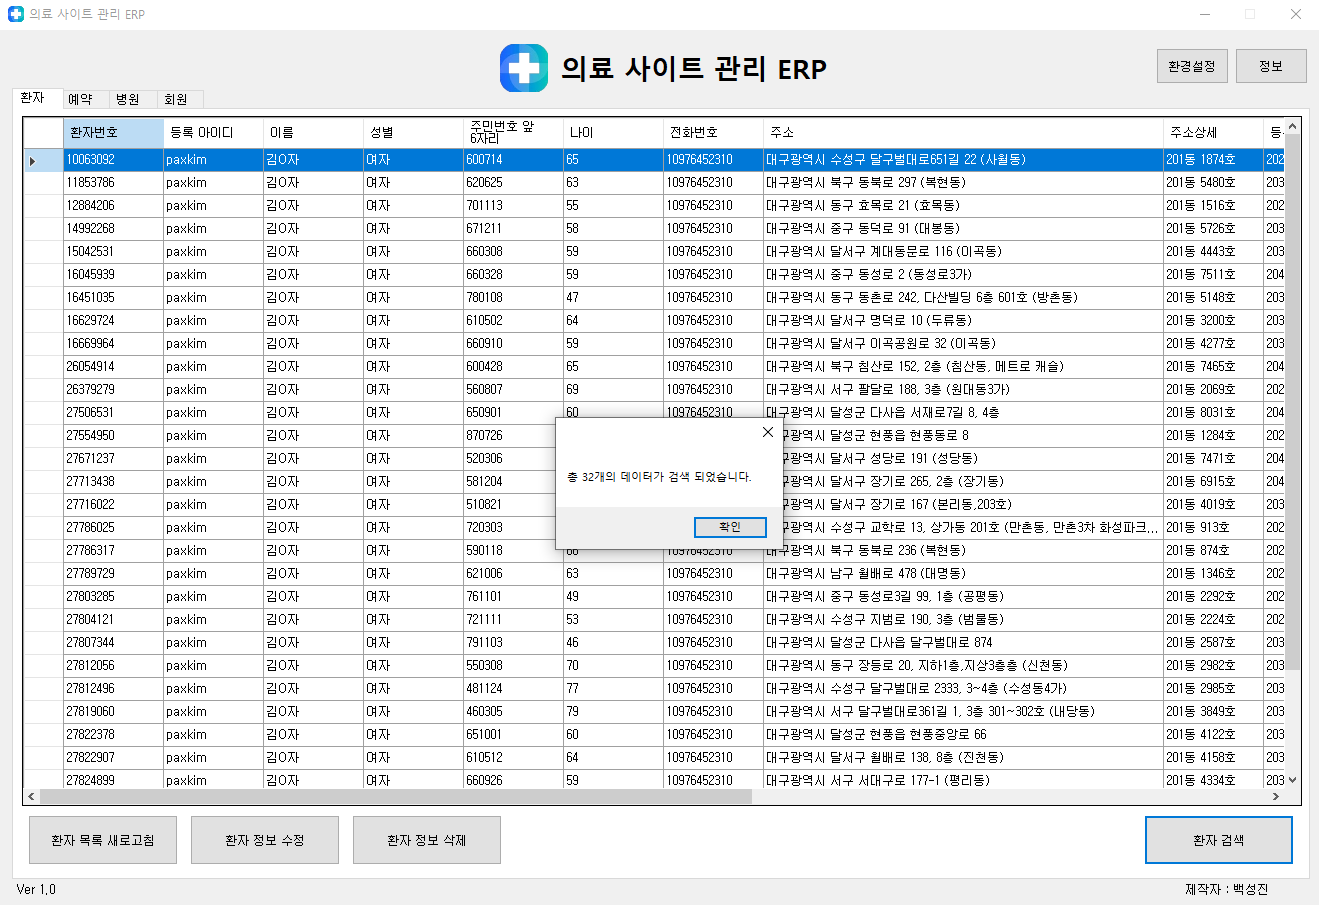 의료 사이트 관리 ERP
의료 사이트 관리 ERP
환경설정 정보
환자 예약 병원 회원
환자번호 등록 아이디 이름 성별 주민번호 앞 6자리 나이 전화번호 주소 주소상세
10063092 paxkim 김O자 여자 600714 65 10976452310 대구광역시 수성구 달구벌대로651길 22 (사월동) 201동 1874호 202
11853786 paxkim 김O자 여자 620625 63 10976452310 대구광역시 북구 동북로 297 (복현동) 201동 5480호 203
12884206 paxkim 김O자 여자 701113 55 10976452310 대구광역시 동구 효목로 21 (효목동) 201동 1516호 202
14992268 paxkim 김O자 여자 671211 58 10976452310 대구광역시 중구 동덕로 91 (대봉동) 201동 5726호 203
15042531 paxkim 김O자 여자 660308 59 10976452310 대구광역시 달서구 계대동문로 116 (이곡동) 201동 4443호 203
16045939 paxkim 김O자 여자 660328 59 10976452310 대구광역시 중구 동성로 2 (동성로3가) 201동 7511호 204
16451035 paxkim 김O자 여자 780108 47 10976452310 대구광역시 동구 동촌로 242, 다산빌딩 6층 601호 (방촌동) 201동 5148호 203
16629724 paxkim 김O자 여자 610502 64 10976452310 대구광역시 달서구 명덕로 10 (두류동) 201동 3200호 203
16669964 paxkim 김O자 여자 660910 59 10976452310 대구광역시 달서구 이곡공원로 32 (이곡동) 201동 4277호 203
26054914 paxkim 김O자 여자 600428 65 10976452310 대구광역시 북구 침산로 152, 2층 (침산동, 메트로 캐슬) 201동 7465호 204
26379279 paxkim 김O자 여자 560807 69 10976452310 대구광역시 서구 팔달로 188, 3층 (원대동3가) 201동 2069호 202
27506531 paxkim 김O자 여자 650901 60 10976452310 대구광역시 달성군 다사읍 서재로7길 8, 4층 201동 8031호 204
27554950 paxkim 김O자 여자 870726 구광역시 달성군 현풍읍 현풍동로 8 201동 1284호 202
27671237 paxkim 김O자 여자 520306 구광역시 달서구 성당로 191 (성당동) 201동 7471호 204
27713438 paxkim 김O자 여자 581204 구광역시 달서구 장기로 265, 2층 (장기동) 201동 6915호 204
27716022 paxkim 김O자 여자 510821 구광역시 달서구 장기로 167 (본리동,203호) 201동 4019호 203
27786025 paxkim 김O자 여자 720303 구광역시 수성구 교학로 13, 상가동 201호 (만촌동, 만촌3차 화성파크... 201동 913호 202
27786317 paxkim 김O자 여자 590118 66 10976452310 대구광역시 북구 동북로 236 (복현동) 201동 874호 202
27789729 paxkim 김O자 여자 621006 63 10976452310 대구광역시 남구 월배로 478 (대명동) 201동 1346호 202
27803285 paxkim 김O자 여자 761101 49 10976452310 대구광역시 중구 동성로3길 99, 1층 (공평동) 201동 2292호 202
27804121 paxkim 김O자 여자 721111 53 10976452310 대구광역시 수성구 지범로 190, 3층 (범물동) 201동 2224호 202
27807344 paxkim 김O자 여자 791103 46 10976452310 대구광역시 달성군 다사읍 달구벌대로 874 201동 2587호 203
27812056 paxkim 김O자 여자 550308 70 10976452310 대구광역시 동구 장등로 20, 지하1층,지상3층층 (신천동) 201동 2982호 203
27812496 paxkim 김O자 여자 481124 77 10976452310 대구광역시 수성구 달구벌대로 2333, 3~4층 (수성동4가) 201동 2985호 203
27819060 paxkim 김O자 여자 460305 79 10976452310 대구광역시 서구 달구벌대로361길 1, 3층 301~302호 (내당동) 201동 3849호 203
27822378 paxkim 김O자 여자 651001 60 10976452310 대구광역시 달성군 현풍읍 현풍중앙로 66 201동 4122호 203
27822907 paxkim 김O자 여자 610512 64 10976452310 대구광역시 달서구 월배로 138, 8층 (진천동) 201동 4158호 203
27824899 paxkim 김O자 여자 660926 59 10976452310 대구광역시 서구 서대구로 177-1 (평리동) 201동 4334호 203
총 32개의 데이터가 검색 되었습니다.
확인
환자 목록 새로고침 환자 정보 수정 환자 정보 삭제 환자 검색
Ver 1.0 제작자 : 백성진